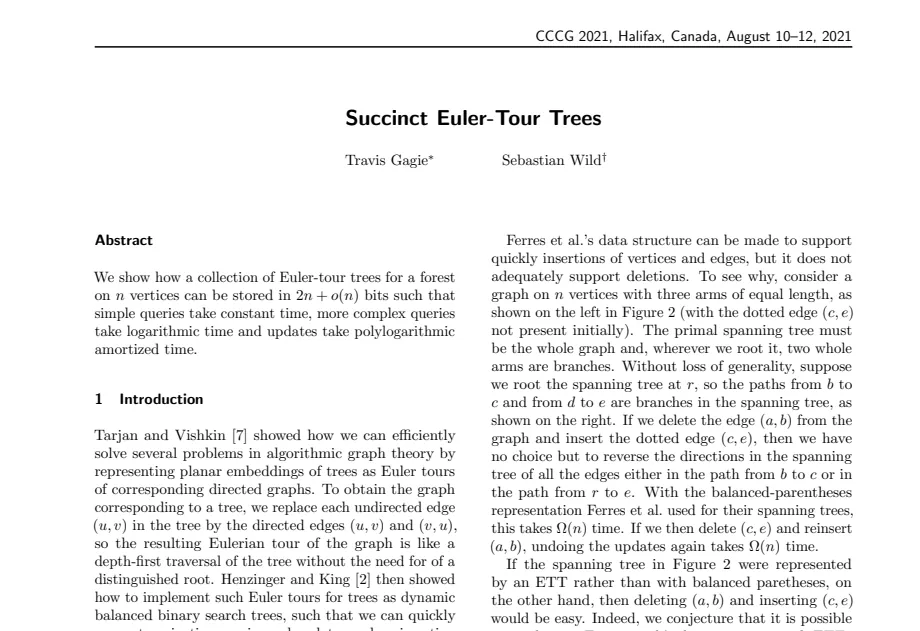 CCCG 2021, Halifax, Canada, August 10–12, 2021
Succinct Euler-Tour Trees
Travis Gagie* Sebastian Wild†
Abstract
We show how a collection of Euler-tour trees for a forest
on n vertices can be stored in 2n + o(n) bits such that
simple queries take constant time, more complex queries
take logarithmic time and updates take polylogarithmic
amortized time.
1 Introduction
Tarjan and Vishkin [7] showed how we can efficiently
solve several problems in algorithmic graph theory by
representing planar embeddings of trees as Euler tours
of corresponding directed graphs. To obtain the graph
corresponding to a tree, we replace each undirected edge
(u, v) in the tree by the directed edges (u, v) and (v, u),
so the resulting Eulerian tour of the graph is like a
depth-first traversal of the tree without the need for of a
distinguished root. Henzinger and King [2] then showed
how to implement such Euler tours for trees as dynamic
balanced binary search trees, such that we can quickly
Ferres et al.'s data structure can be made to support
quickly insertions of vertices and edges, but it does not
adequately support deletions. To see why, consider a
graph on n vertices with three arms of equal length, as
shown on the left in Figure 2 (with the dotted edge (c, e)
not present initially). The primal spanning tree must
be the whole graph and, wherever we root it, two whole
arms are branches. Without loss of generality, suppose
we root the spanning tree at r, so the paths from b to
c and from d to e are branches in the spanning tree, as
shown on the right. If we delete the edge (a, b) from the
graph and insert the dotted edge (c, e), then we have
no choice but to reverse the directions in the spanning
tree of all the edges either in the path from b to c or in
the path from r to e. With the balanced-parentheses
representation Ferres et al. used for their spanning trees,
this takes Ω(n) time. If we then delete (c, e) and reinsert
(a, b), undoing the updates again takes Ω(n) time.
If the spanning tree in Figure 2 were represented
by an ETT rather than with balanced paretheses, on
the other hand, then deleting (a, b) and inserting (c, e)
would be easy. Indeed, we conjecture that it is possible